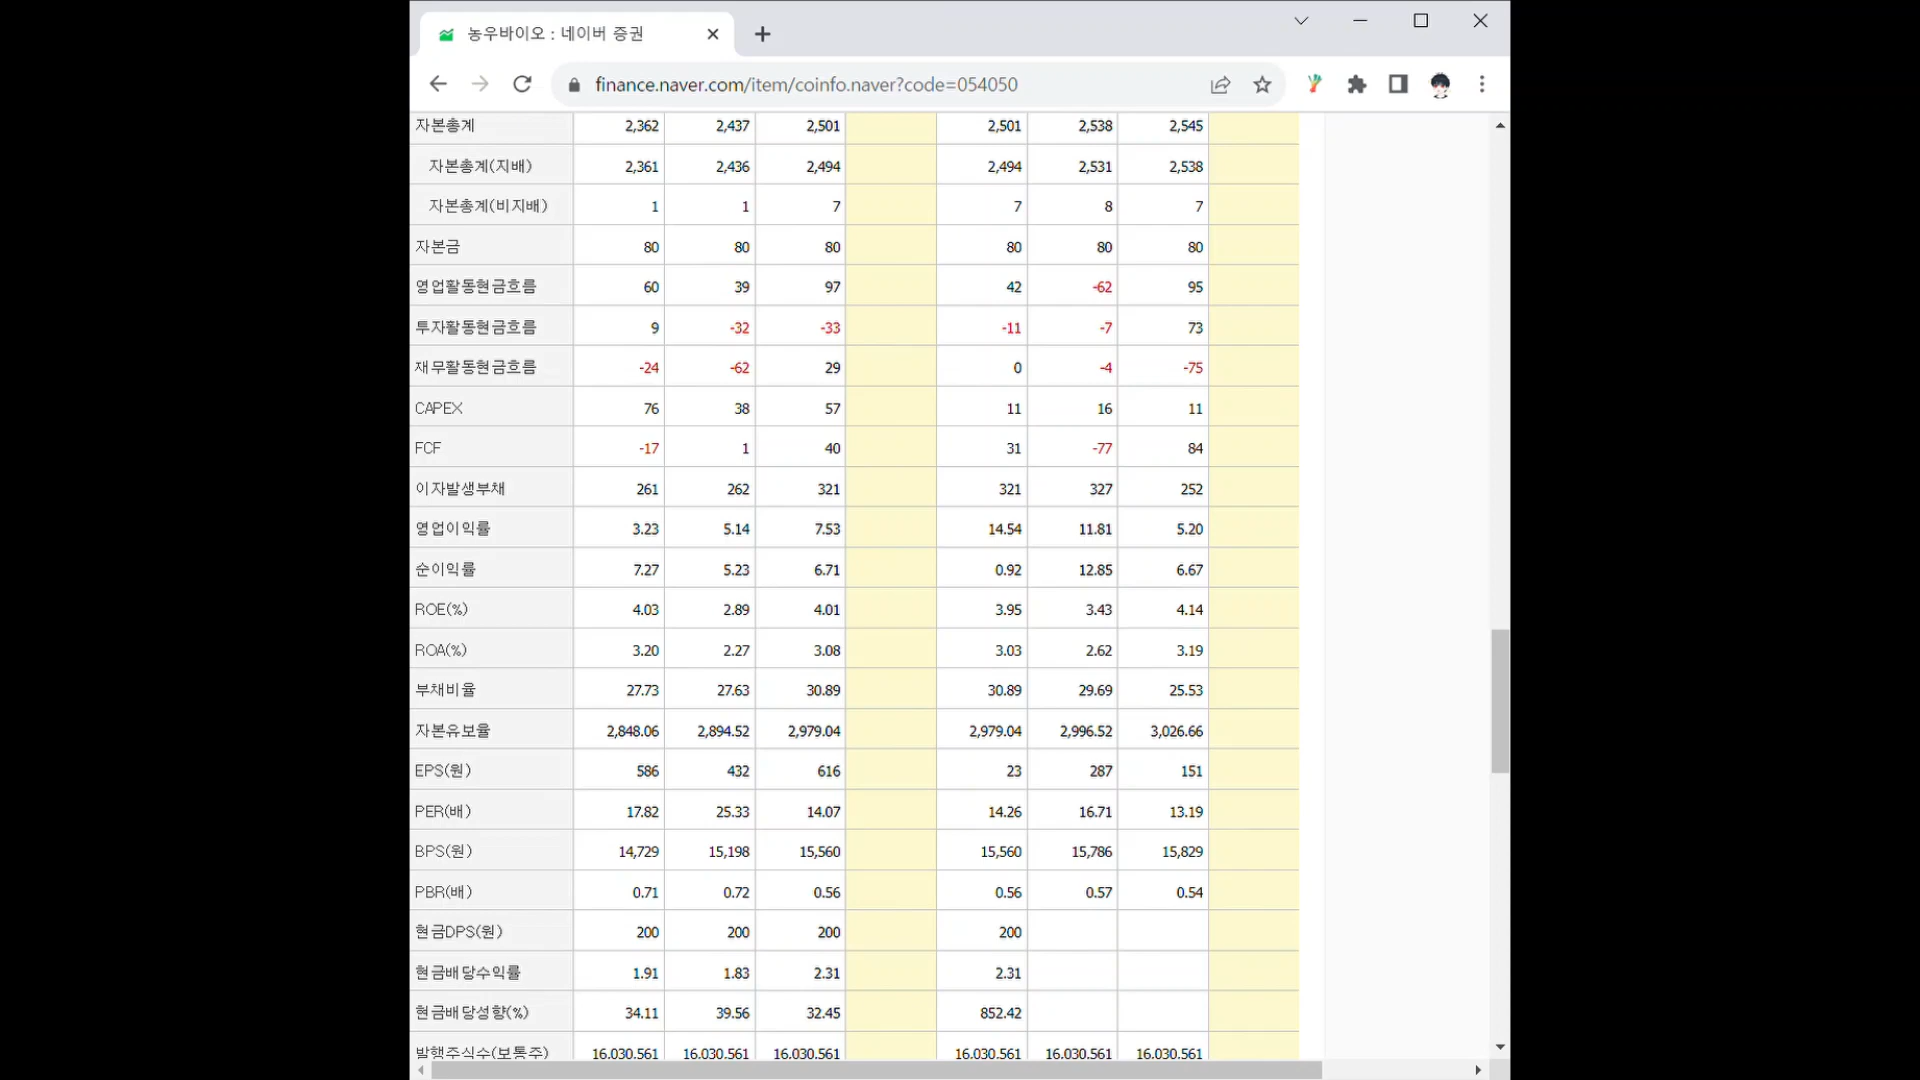 농우바이오 : 네이버 증권
finance.naver.com/item/coinfo.naver?code=054050
자본총계 2,362 2,437 2,501 2,501 2,538 2,545
자본총계(지배) 2,361 2,436 2,494 2,494 2,531 2,538
자본총계(비지배) 1 1 7 7 8 7
자본금 80 80 80 80 80 80
영업활동현금흐름 60 39 97 42 -62 95
투자활동현금흐름 9 -32 -33 -11 -7 73
재무활동현금흐름 -24 -62 29 0 -4 -75
CAPEX 76 38 57 11 16 11
FCF -17 1 40 31 -77 84
이자발생부채 261 262 321 321 327 252
영업이익률 3.23 5.14 7.53 14.54 11.81 5.20
순이익률 7.27 5.23 6.71 0.92 12.85 6.67
ROE(%) 4.03 2.89 4.01 3.95 3.43 4.14
ROA(%) 3.20 2.27 3.08 3.03 2.62 3.19
부채비율 27.73 27.63 30.89 30.89 29.69 25.53
자본유보율 2,848.06 2,894.52 2,979.04 2,979.04 2,996.52 3,026.66
EPS(원) 586 432 616 23 287 151
PER(배) 17.82 25.33 14.07 14.26 16.71 13.19
BPS(원) 14,729 15,198 15,560 15,560 15,786 15,829
PBR(배) 0.71 0.72 0.56 0.56 0.57 0.54
현금DPS(원) 200 200 200 200
현금배당수익률 1.91 1.83 2.31 2.31
현금배당성향(%) 34.11 39.56 32.45 852.42
발행주식수(보통주) 16,030,561 16,030,561 16,030,561 16,030,561 16,030,561 16,030,561